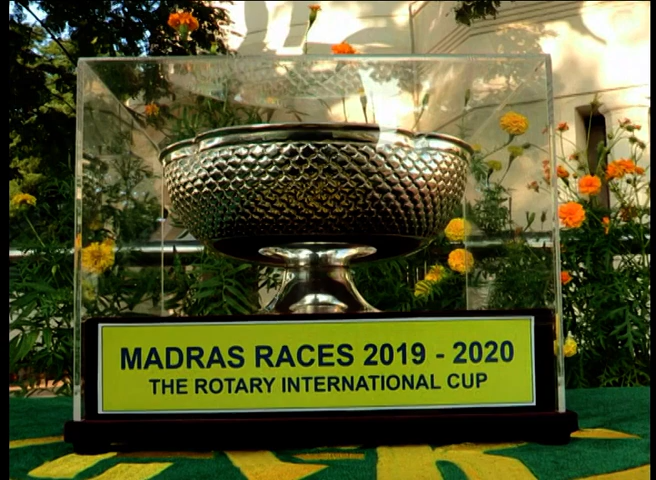 MADRAS RACES 2019 - 2020
THE ROTARY INTERNATIONAL CUP